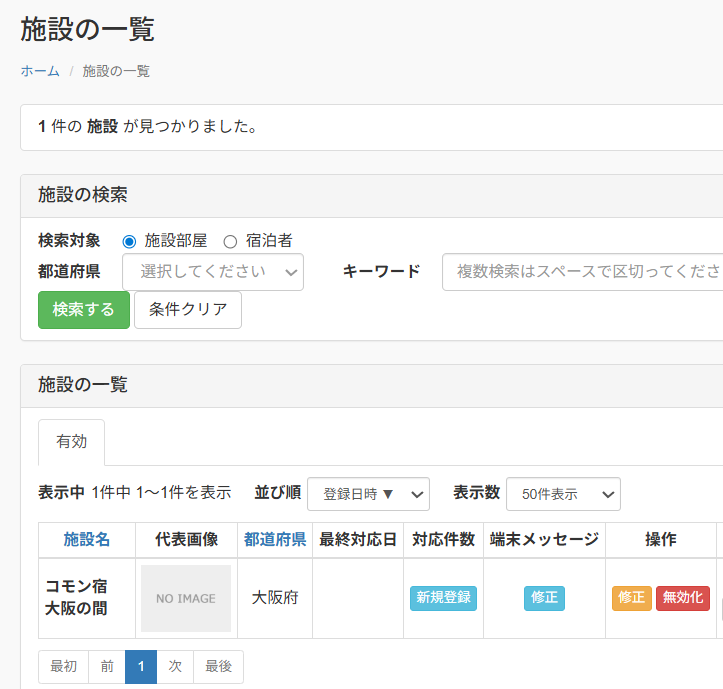 施設の一覧
ホーム / 施設の一覧
1 件の 施設 が見つかりました。
施設の検索
検索対象 施設部屋 宿泊者
都道府県 選択してください キーワード 複数検索はスペースで区切ってくださ
検索する 条件クリア
施設の一覧
有効
表示中 1件中 1〜1件を表示 並び順 登録日時 ▼ 表示数 50件表示
施設名 代表画像 都道府県 最終対応日 対応件数 端末メッセージ 操作
コモン宿
大阪の間 NO IMAGE 大阪府 新規登録 修正 修正 無効化
最初 前 1 次 最後